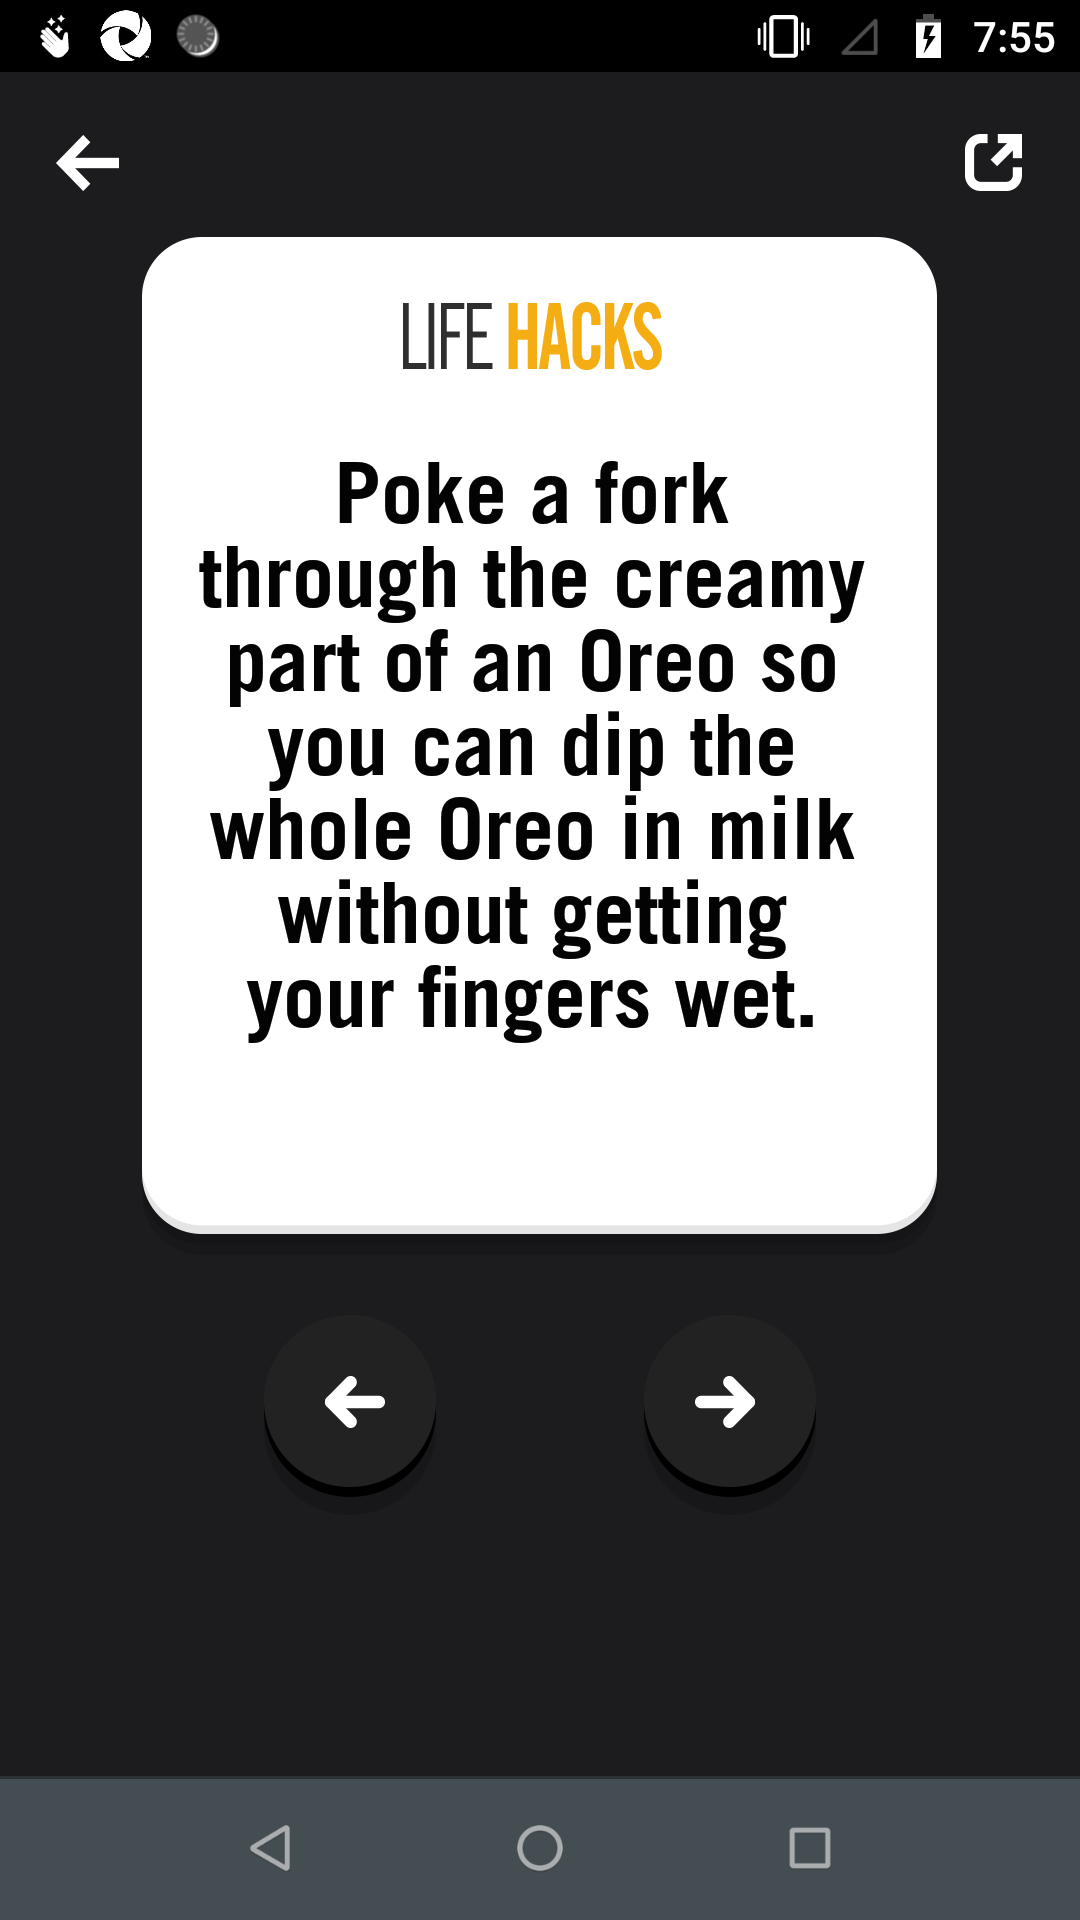 7:55
LIFE HACKS
Poke a fork
through the creamy
part of an Oreo so
you can dip the
whole Oreo in milk
without getting
your fingers wet.